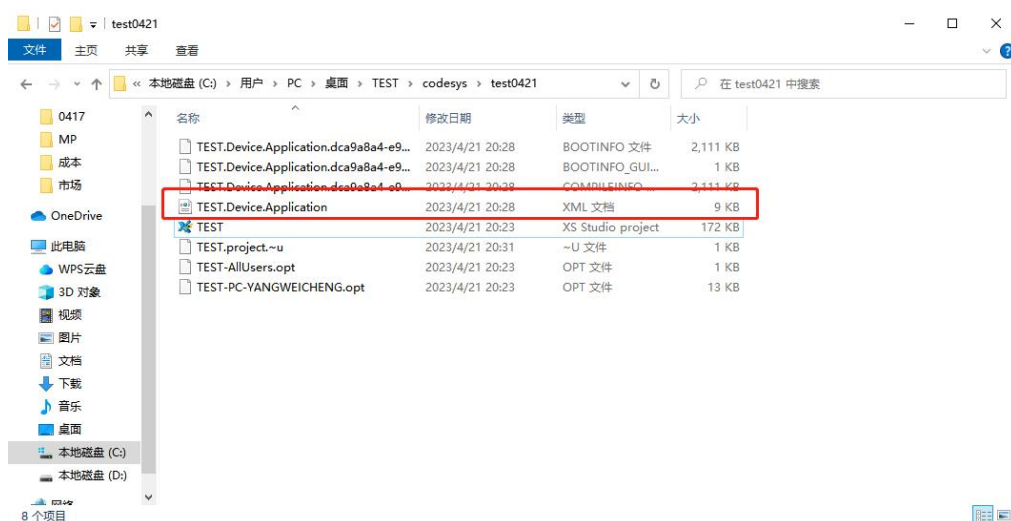 test0421
文件 主页 共享 查看
« 本地磁盘 (C:) › 用户 › PC › 桌面 › TEST › codesys › test0421 在 test0421 中搜索
名称 修改日期 类型 大小
0417
MP
成本
市场
OneDrive
此电脑
WPS云盘
3D 对象
视频
图片
文档
下载
音乐
桌面
本地磁盘 (C:)
本地磁盘 (D:)
网络
TEST.Device.Application.dca9a8a4-e9... 2023/4/21 20:28 BOOTINFO 文件 2,111 KB
TEST.Device.Application.dca9a8a4-e9... 2023/4/21 20:28 BOOTINFO_GUI... 1 KB
TEST.Device.Application.dca9a8a4-e9... 2023/4/21 20:28 COMPILEINFO ... 2,111 KB
TEST.Device.Application 2023/4/21 20:28 XML 文档 9 KB
TEST 2023/4/21 20:23 XS Studio project 172 KB
TEST.project.~u 2023/4/21 20:31 ~U 文件 1 KB
TEST-AllUsers.opt 2023/4/21 20:23 OPT 文件 1 KB
TEST-PC-YANGWEICHENG.opt 2023/4/21 20:23 OPT 文件 13 KB
8 个项目